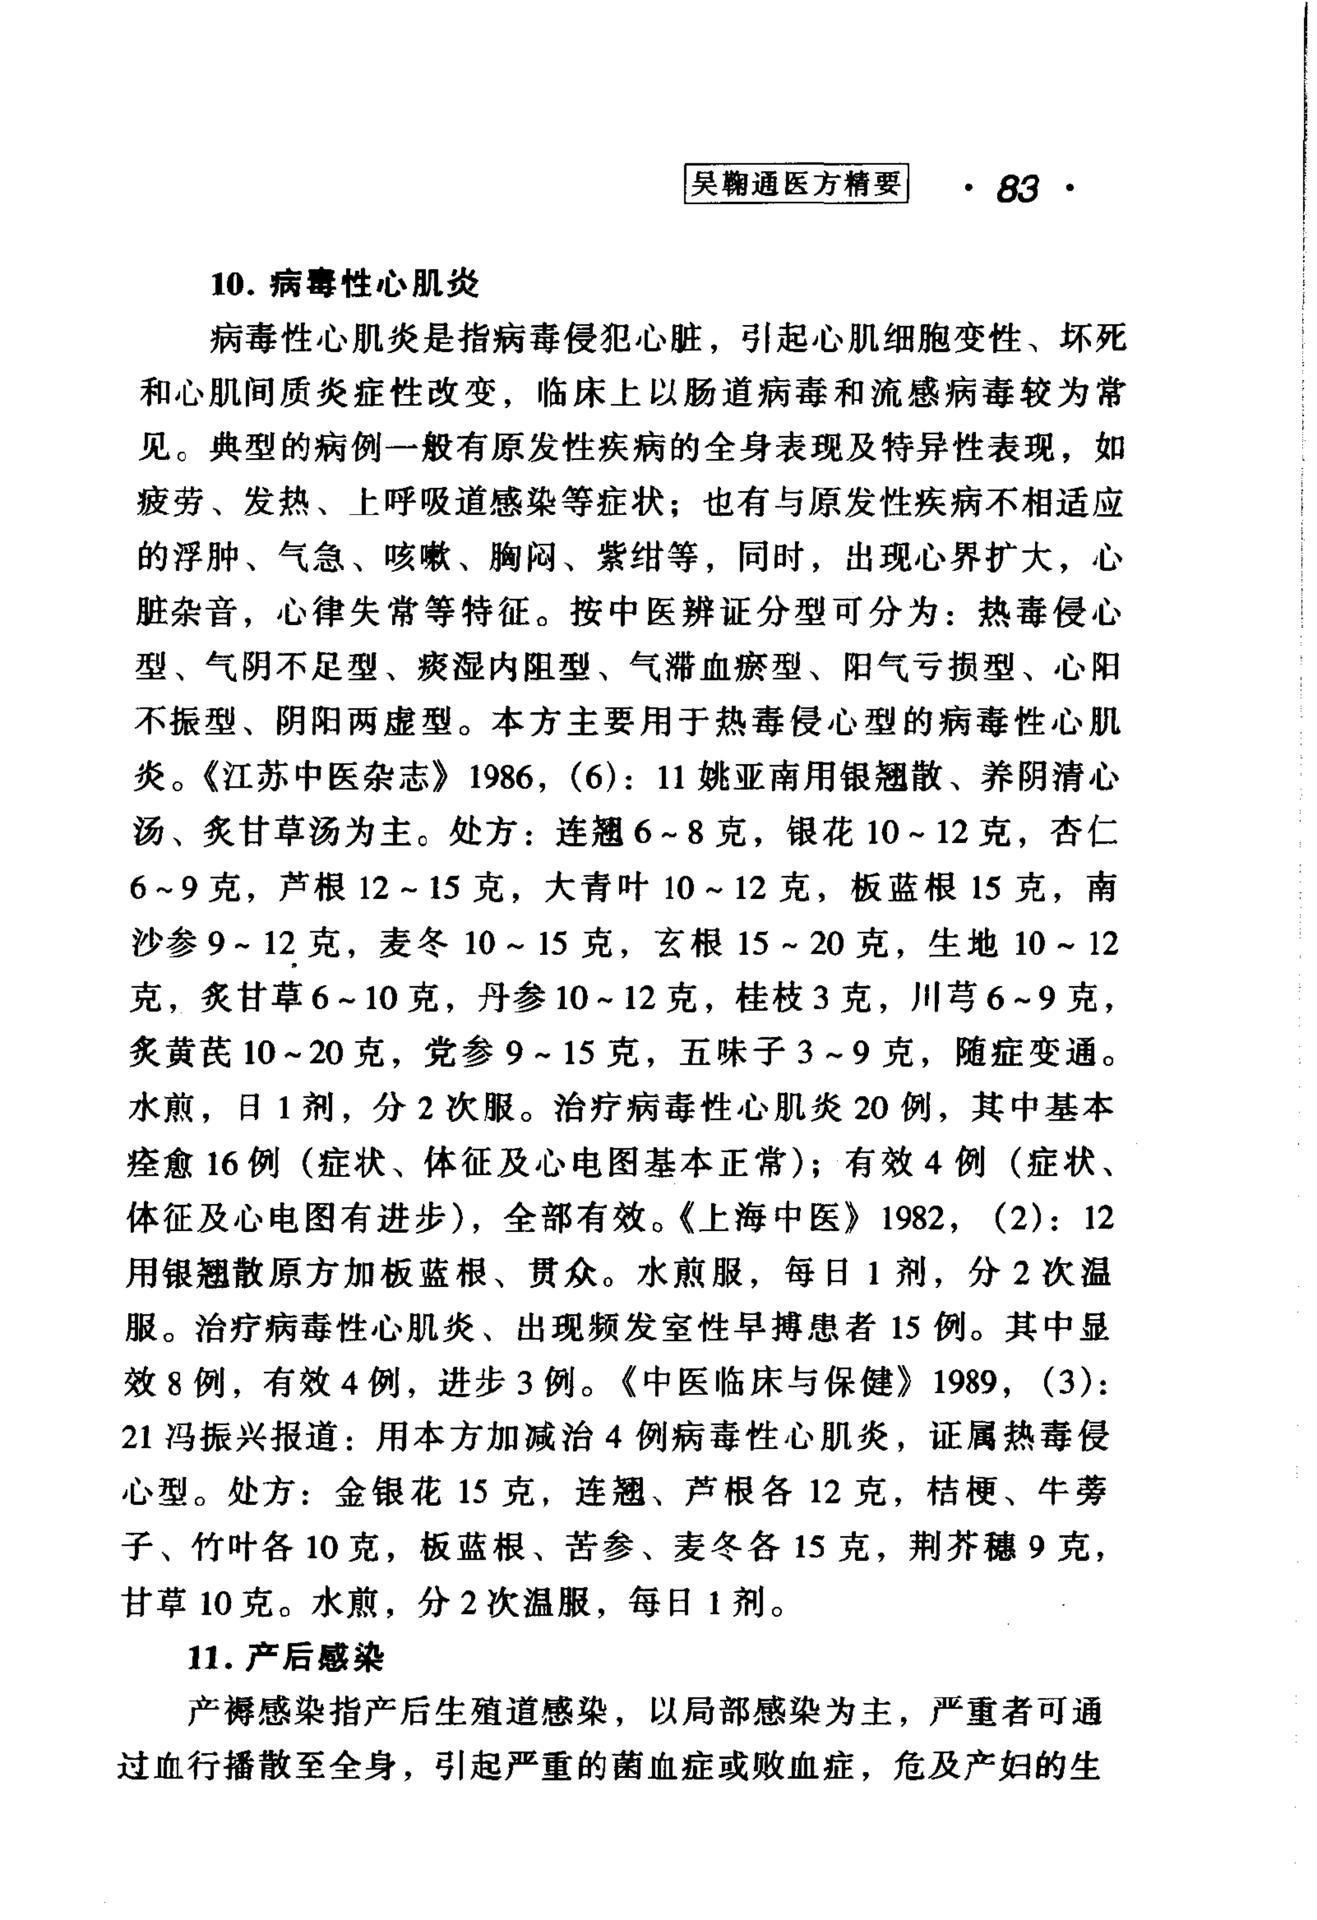 吴鞠通医方精要 · 83 ·
10. 病毒性心肌炎
病毒性心肌炎是指病毒侵犯心脏，引起心肌细胞变性、坏死
和心肌间质炎症性改变，临床上以肠道病毒和流感病毒较为常
见。典型的病例一般有原发性疾病的全身表现及特异性表现，如
疲劳、发热、上呼吸道感染等症状；也有与原发性疾病不相适应
的浮肿、气急、咳嗽、胸闷、紫绀等，同时，出现心界扩大，心
脏杂音，心律失常等特征。按中医辨证分型可分为：热毒侵心
型、气阴不足型、痰湿内阻型、气滞血瘀型、阳气亏损型、心阳
不振型、阴阳两虚型。本方主要用于热毒侵心型的病毒性心肌
炎。《江苏中医杂志》1986，（6）：11 姚亚南用银翘散、养阴清心
汤、炙甘草汤为主。处方：连翘 6～8 克，银花 10～12 克，杏仁
6～9 克，芦根 12～15 克，大青叶 10～12 克，板蓝根 15 克，南
沙参 9～12 克，麦冬 10～15 克，玄根 15～20 克，生地 10～12
克，炙甘草 6～10 克，丹参 10～12 克，桂枝 3 克，川芎 6～9 克，
炙黄芪 10～20 克，党参 9～15 克，五味子 3～9 克，随症变通。
水煎，日 1 剂，分 2 次服。治疗病毒性心肌炎 20 例，其中基本
痊愈 16 例（症状、体征及心电图基本正常）；有效 4 例（症状、
体征及心电图有进步），全部有效。《上海中医》1982，（2）：12
用银翘散原方加板蓝根、贯众。水煎服，每日 1 剂，分 2 次温
服。治疗病毒性心肌炎、出现频发室性早搏患者 15 例。其中显
效 8 例，有效 4 例，进步 3 例。《中医临床与保健》1989，（3）：
21 冯振兴报道：用本方加减治 4 例病毒性心肌炎，证属热毒侵
心型。处方：金银花 15 克，连翘、芦根各 12 克，桔梗、牛蒡
子、竹叶各 10 克，板蓝根、苦参、麦冬各 15 克，荆芥穗 9 克，
甘草 10 克。水煎，分 2 次温服，每日 1 剂。
11. 产后感染
产褥感染指产后生殖道感染，以局部感染为主，严重者可通
过血行播散至全身，引起严重的菌血症或败血症，危及产妇的生